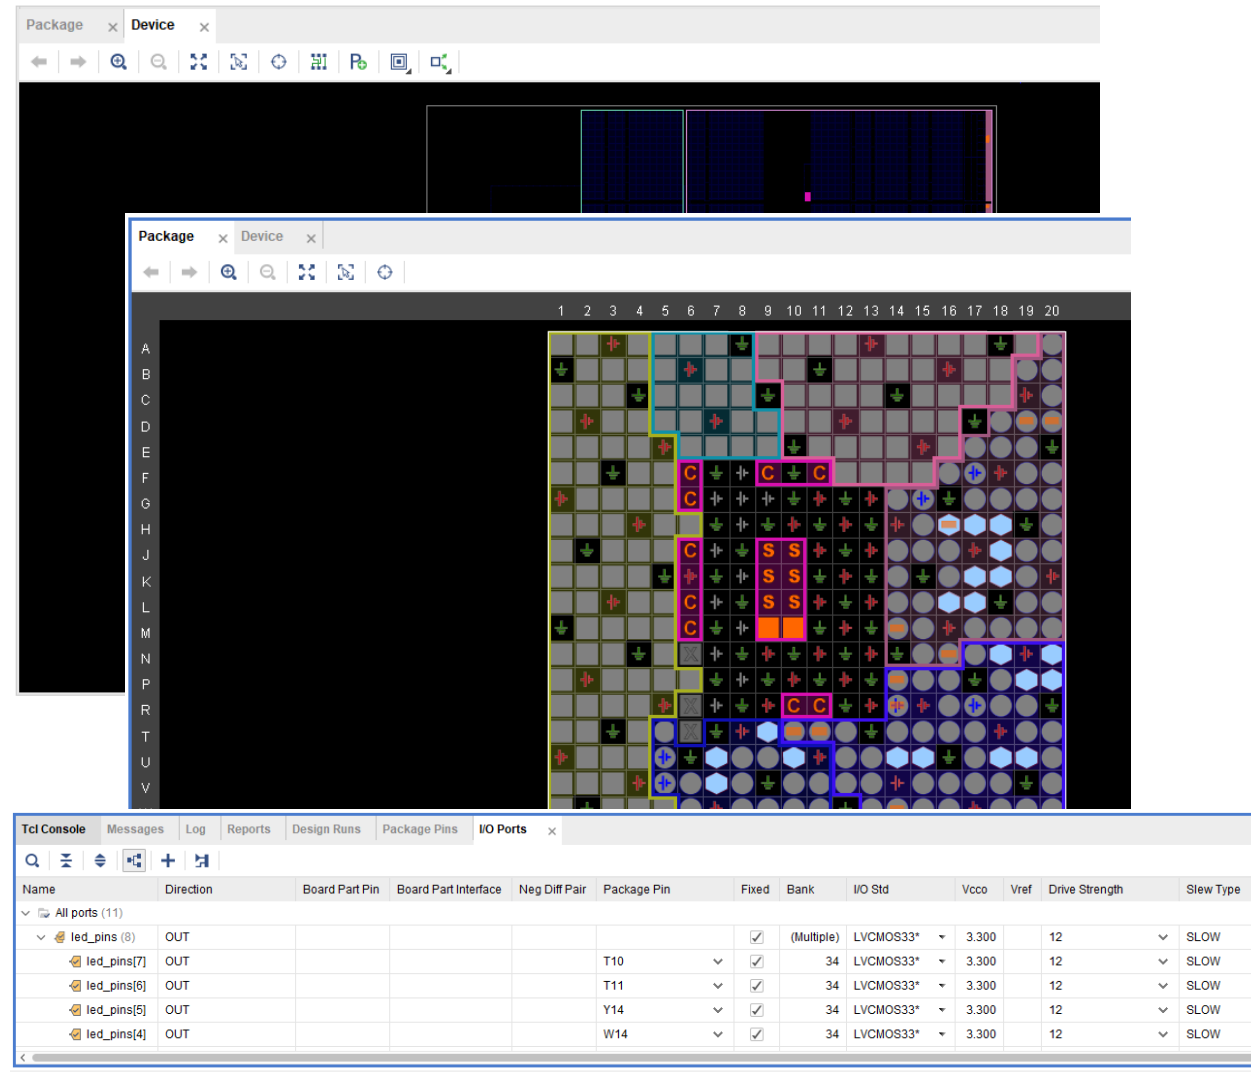 Package × Device ×
Package × Device ×
1 2 3 4 5 6 7 8 9 10 11 12 13 14 15 16 17 18 19 20
A
B
C
D
E
F C C C
G C
H
J C S S
K S S
L C S S
M C
N X
P
R X C C
T X
U
V
Tcl Console Messages Log Reports Design Runs Package Pins I/O Ports ×
Name Direction Board Part Pin Board Part Interface Neg Diff Pair Package Pin Fixed Bank I/O Std Vcco Vref Drive Strength Slew Type
All ports (11)
led_pins (8) OUT (Multiple) LVCMOS33* 3.300 12 SLOW
led_pins[7] OUT T10 34 LVCMOS33* 3.300 12 SLOW
led_pins[6] OUT T11 34 LVCMOS33* 3.300 12 SLOW
led_pins[5] OUT Y14 34 LVCMOS33* 3.300 12 SLOW
led_pins[4] OUT W14 34 LVCMOS33* 3.300 12 SLOW